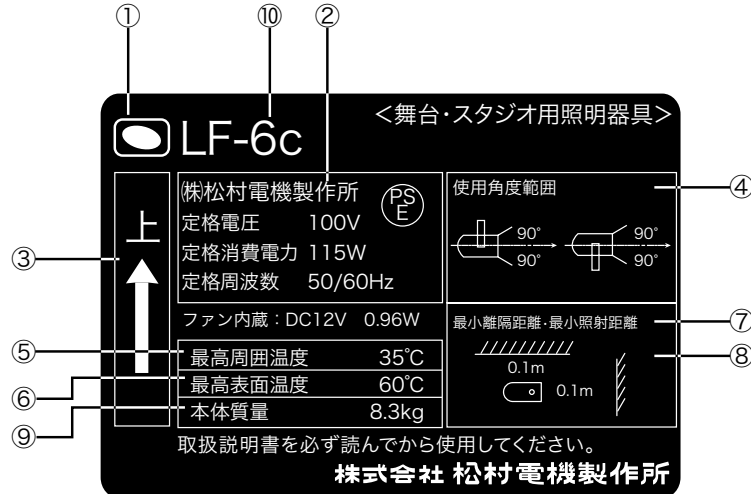 ① ⑩ ②
LF-6c
<舞台・スタジオ用照明器具>
③
上
㈱松村電機製作所
PS
E
定格電圧 100V
定格消費電力 115W
定格周波数 50/60Hz
ファン内蔵：DC12V 0.96W
⑤
最高周囲温度 35℃
⑥
最高表面温度 60℃
⑨
本体質量 8.3kg
④
使用角度範囲
90° 90°
90° 90°
⑦
最小離隔距離・最小照射距離
⑧
0.1m
0.1m
取扱説明書を必ず読んでから使用してください。
株式会社 松村電機製作所